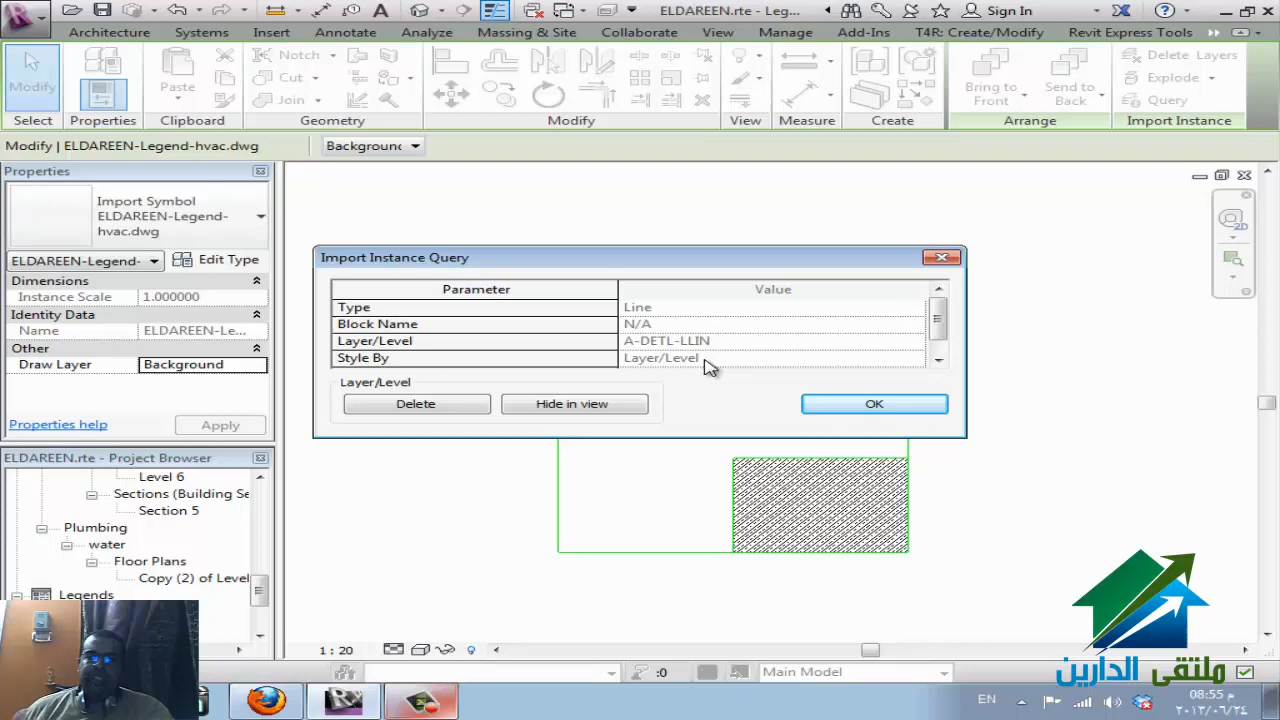 ELDAREEN.rte - Leg...
Sign In
Architecture
Systems
Insert
Annotate
Analyze
Massing & Site
Collaborate
View
Manage
Add-Ins
T4R: Create/Modify
Revit Express Tools
Modify
Paste
Notch
Cut
Join
Bring to
Front
Send to
Back
Delete Layers
Explode
Query
Select
Properties
Clipboard
Geometry
Modify
View
Measure
Create
Arrange
Import Instance
Modify | ELDAREEN-Legend-hvac.dwg
Backgrounc
Properties
Import Symbol
ELDAREEN-Legend-
hvac.dwg
ELDAREEN-Legend-
Edit Type
Dimensions
Instance Scale 1.000000
Identity Data
Name ELDAREEN-Le...
Other
Draw Layer Background
Properties help
Apply
ELDAREEN.rte - Project Browser
Level 6
Sections (Building Se
Section 5
Plumbing
water
Floor Plans
Copy (2) of Level
Legends
Import Instance Query
Parameter Value
Type Line
Block Name N/A
Layer/Level A-DETL-LLIN
Style By Layer/Level
Layer/Level
Delete
Hide in view
OK
2D
1 : 20
:0
Main Model
ملتقى الدارين
EN
08:55 م
٢٠١٣/٠٦/٢٤